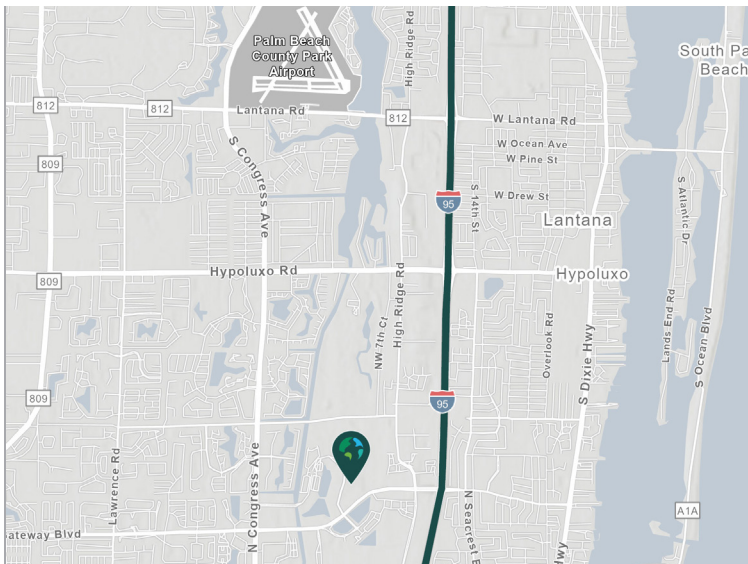 Palm Beach
County Park
Airport
High Ridge Rd
South Pa
Beach
812
812
Lantana Rd
812
W Lantana Rd
S Congress Ave
W Ocean Ave
W Pine St
809
S 14th St
W Drew St
95
S Atlantic Dr
Lantana
Hypoluxo Rd
Hypoluxo
809
High Ridge Rd
NW 7th Ct
Overlook Rd
S Dixie Hwy
Lands End Rd
S Ocean Blvd
809
95
Lawrence Rd
N Congress Ave
N Seacrest B
A1A
ateway Blvd
Hwy